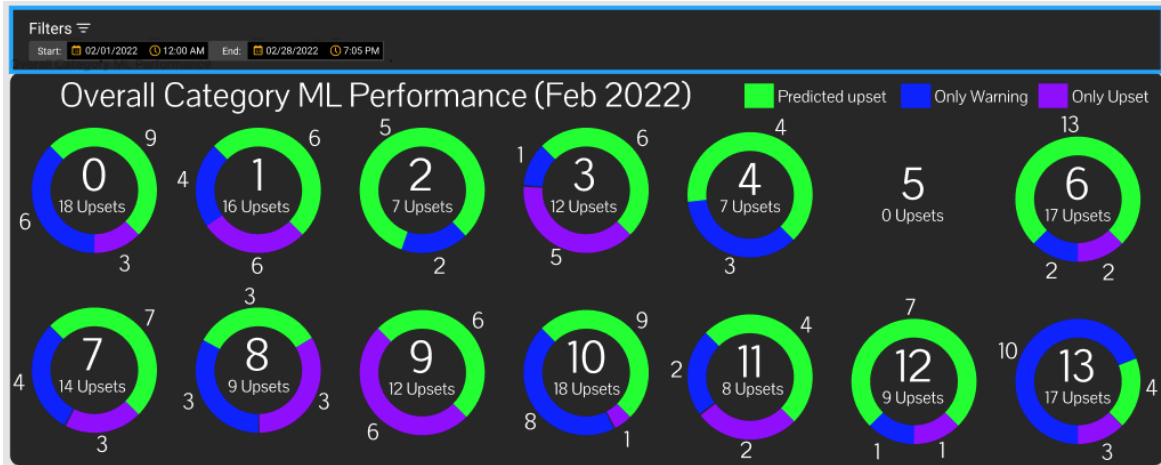 Filters
Start: 02/01/2022 12:00 AM End: 02/28/2022 7:05 PM
Overall Category ML Performance
Overall Category ML Performance (Feb 2022)
Predicted upset Only Warning Only Upset
9
0
18 Upsets
6
3
6
4
1
16 Upsets
6
5
2
7 Upsets
2
6
1
3
12 Upsets
5
4
4
7 Upsets
3
5
0 Upsets
13
6
17 Upsets
2
2
7
7
14 Upsets
4
3
3
8
9 Upsets
3
3
6
9
12 Upsets
6
9
10
18 Upsets
8
1
4
2
11
8 Upsets
2
7
12
9 Upsets
1
1
10
13
4
17 Upsets
3